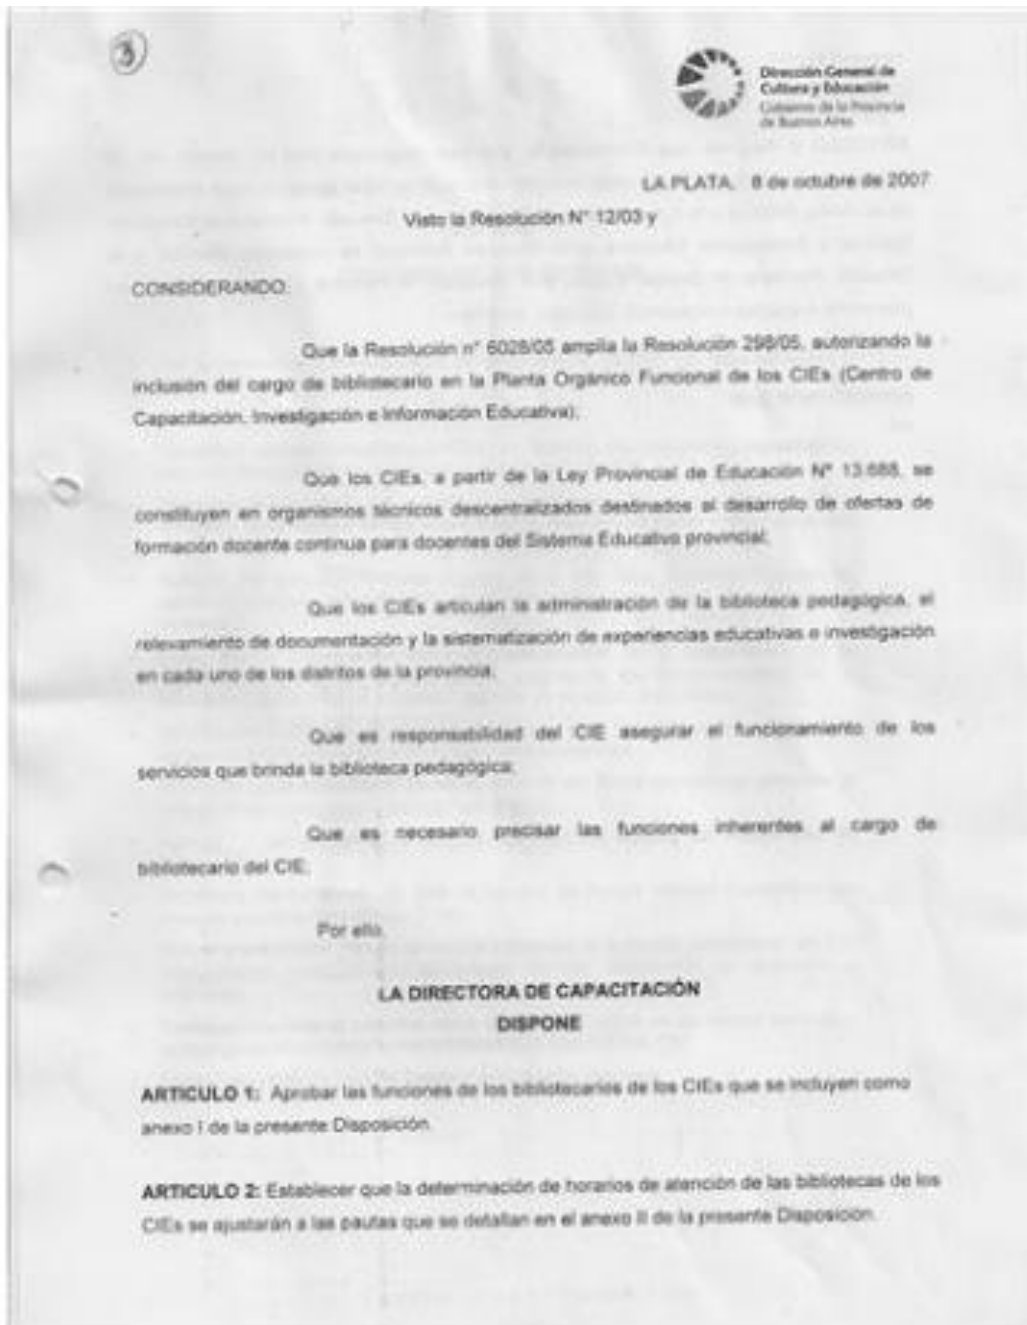 3
Dirección General de
Cultura y Educación
Gobierno de la Provincia
de Buenos Aires
LA PLATA, 8 de octubre de 2007
Visto la Resolución N° 12/03 y
CONSIDERANDO:
Que la Resolución n° 6028/05 amplía la Resolución 298/05, autorizando la
inclusión del cargo de bibliotecario en la Planta Orgánico Funcional de los CIEs (Centro de
Capacitación, Investigación e Información Educativa);
Que los CIEs, a partir de la Ley Provincial de Educación N° 13.688, se
constituyen en organismos técnicos descentralizados destinados al desarrollo de ofertas de
formación docente continua para docentes del Sistema Educativo provincial;
Que los CIEs articulan la administración de la biblioteca pedagógica, el
relevamiento de documentación y la sistematización de experiencias educativas e investigación
en cada uno de los distritos de la provincia;
Que es responsabilidad del CIE asegurar el funcionamiento de los
servicios que brinda la biblioteca pedagógica;
Que es necesario precisar las funciones inherentes al cargo de
bibliotecario del CIE;
Por ello,
LA DIRECTORA DE CAPACITACIÓN
DISPONE
ARTICULO 1: Aprobar las funciones de los bibliotecarios de los CIEs que se incluyen como
anexo I de la presente Disposición.
ARTICULO 2: Establecer que la determinación de horarios de atención de las bibliotecas de los
CIEs se ajustarán a las pautas que se detallan en el anexo II de la presente Disposición.